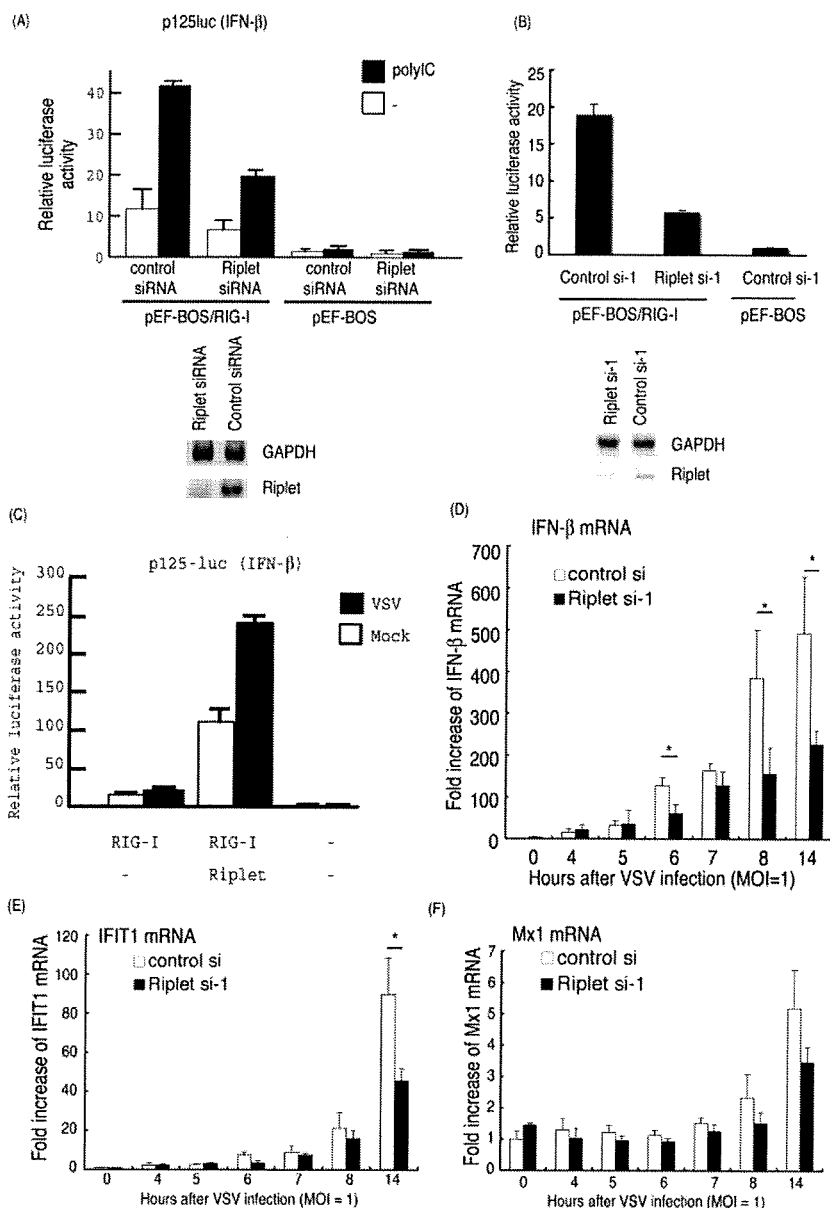 (A)
p125luc (IFN-β)
polyIC
-
Relative luciferase activity
40
30
20
10
0
control siRNA
Riplet siRNA
control siRNA
Riplet siRNA
pEF-BOS/RIG-I
pEF-BOS
Riplet siRNA
Control siRNA
GAPDH
Riplet
(B)
Relative luciferase activity
25
20
15
10
5
0
Control si-1
Riplet si-1
Control si-1
pEF-BOS/RIG-I
pEF-BOS
Riplet si-1
Control si-1
GAPDH
Riplet
(C)
p125-luc (IFN-β)
VSV
Mock
Relative luciferase activity
300
250
200
150
100
50
0
RIG-I
RIG-I
-
-
Riplet
-
(D)
IFN-β mRNA
control si
Riplet si-1
Fold increase of IFN-β mRNA
700
600
500
400
300
200
100
*
*
*
0
4
5
6
7
8
14
Hours after VSV infection (MOI=1)
(E)
IFIT1 mRNA
control si
Riplet si-1
Fold increase of IFIT1 mRNA
120
100
80
60
40
20
0
*
0
4
5
6
7
8
14
Hours after VSV infection (MOI = 1)
(F)
Mx1 mRNA
control si
Riplet si-1
Fold increase of Mx1 mRNA
7
6
5
4
3
2
1
0
0
4
5
6
7
8
14
Hours after VSV infection (MOI = 1)